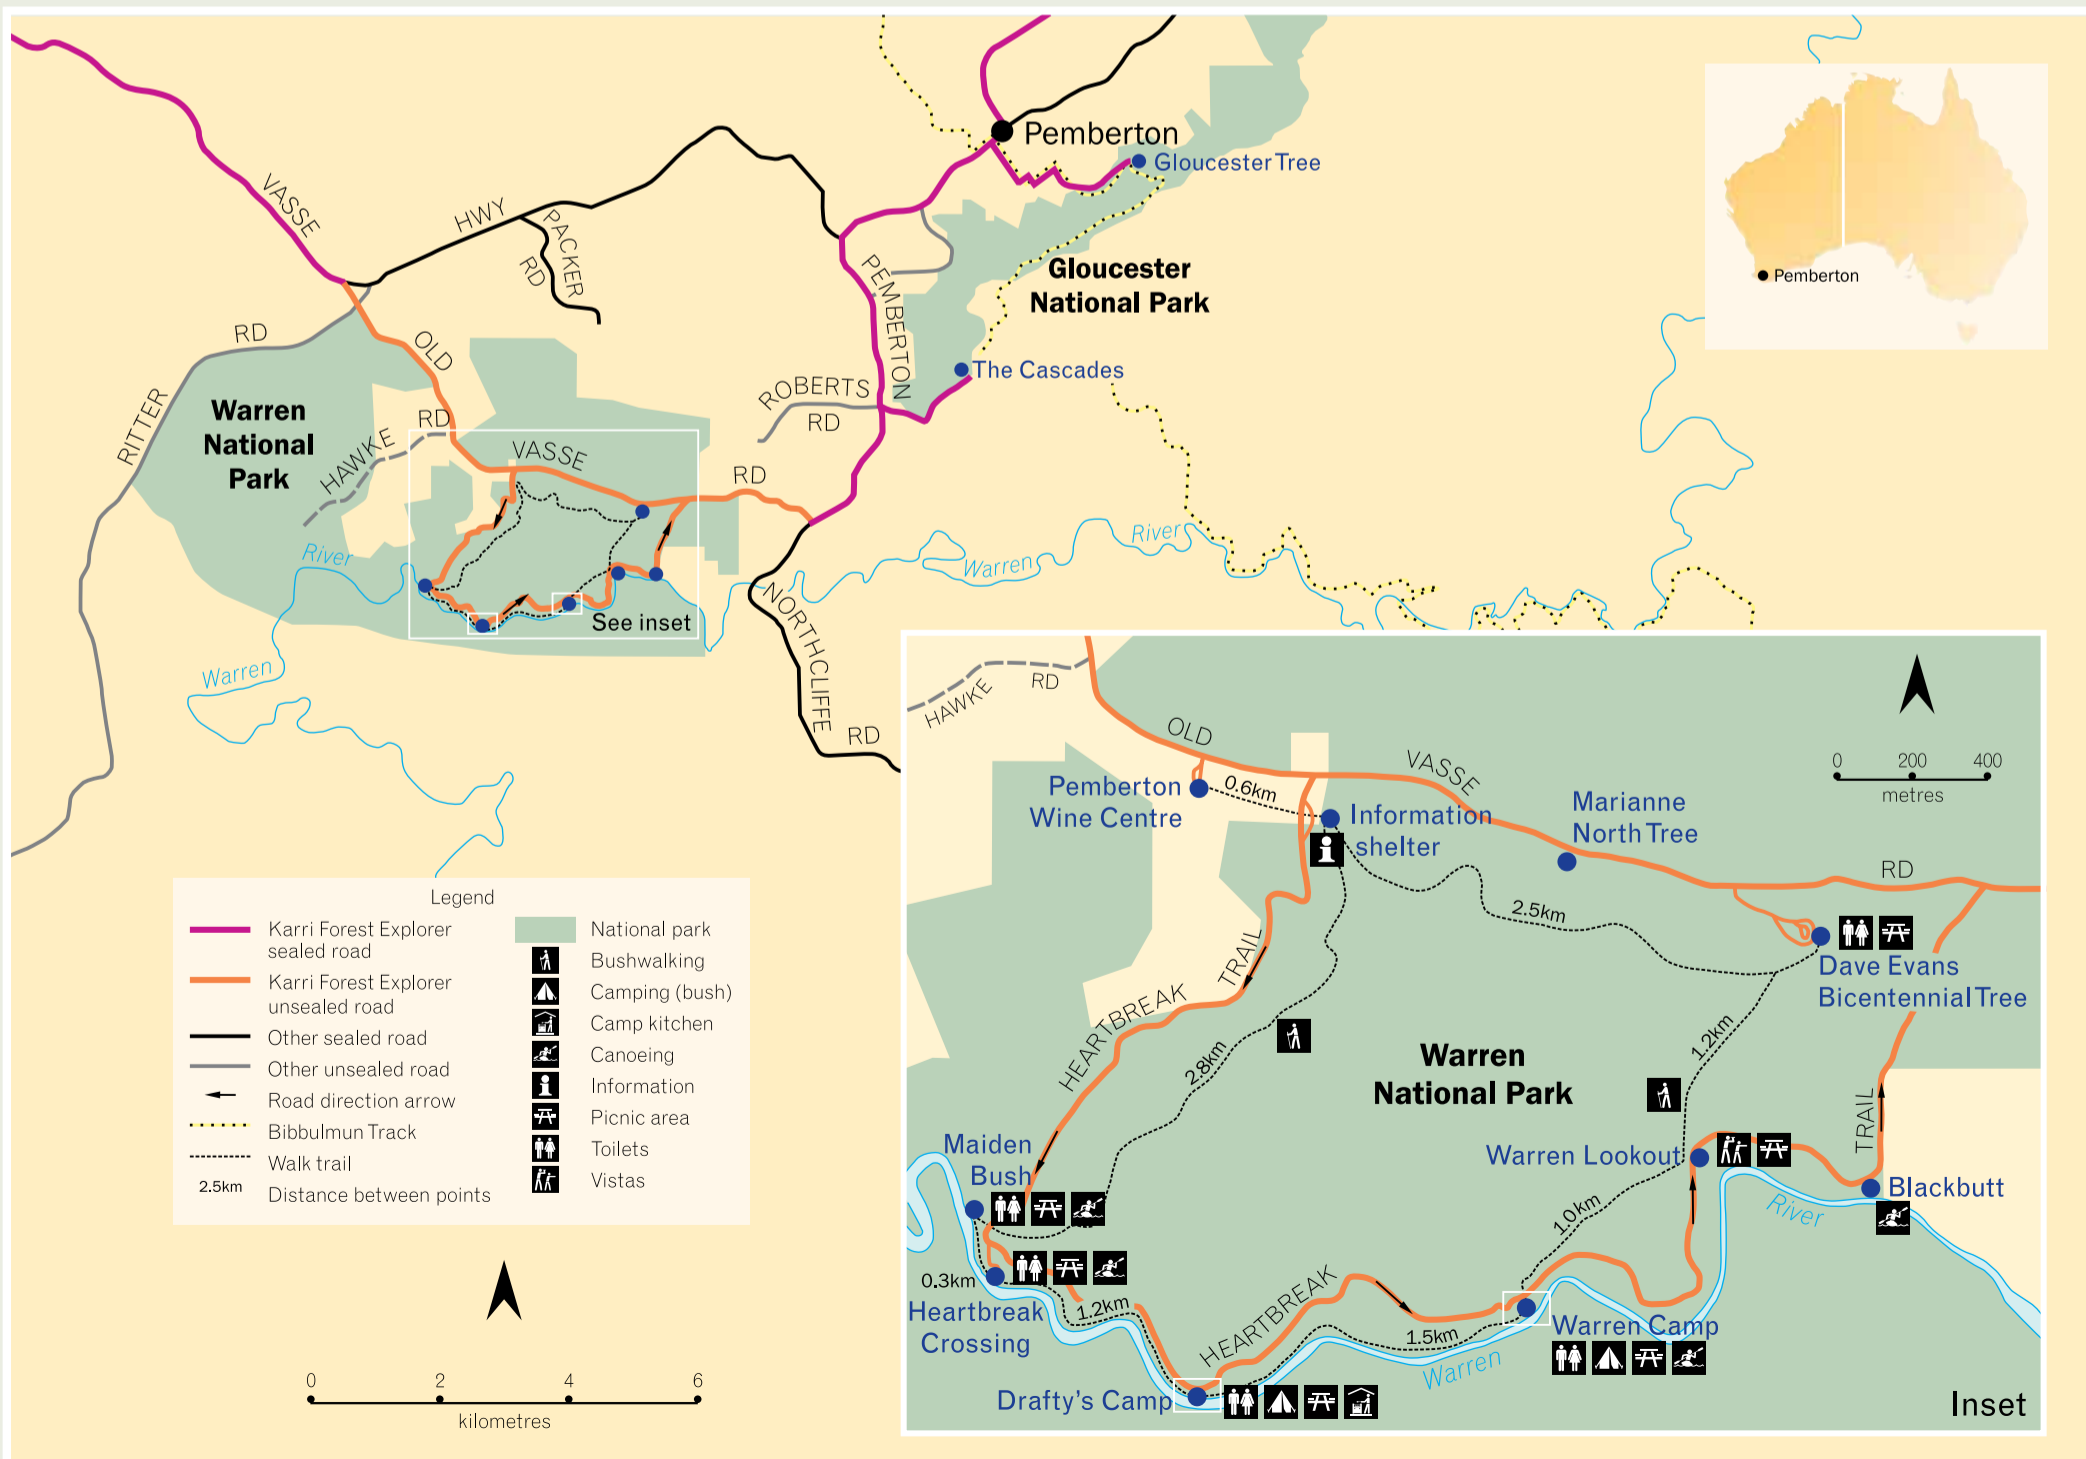 Pemberton
Gloucester Tree
VASSE
HWY
PACKER
RD
PEMBERTON
Gloucester
National Park
Pemberton
RD
OLD
The Cascades
ROBERTS
RD
RITTER
Warren
National
Park
HAWKE
RD
VASSE
RD
River
Warren
River
See inset
NORTHCLIFFE
RD
Warren
HAWKE
RD
OLD
VASSE
0 200 400
metres
Pemberton
Wine Centre
0.6km
Information
shelter
Marianne
North Tree
RD
2.5km
TRAIL
HEARTBREAK
Dave Evans
Bicentennial Tree
2.8km
1.2km
Warren
National Park
TRAIL
Maiden
Bush
Warren Lookout
Blackbutt
River
1.0km
0.3km
Heartbreak
Crossing
1.2km
HEARTBREAK
1.5km
Warren Camp
Warren
Drafty's Camp
Inset
Legend
Karri Forest Explorer
sealed road
Karri Forest Explorer
unsealed road
Other sealed road
Other unsealed road
Road direction arrow
Bibbulmun Track
Walk trail
2.5km Distance between points
National park
Bushwalking
Camping (bush)
Camp kitchen
Canoeing
Information
Picnic area
Toilets
Vistas
0 2 4 6
kilometres